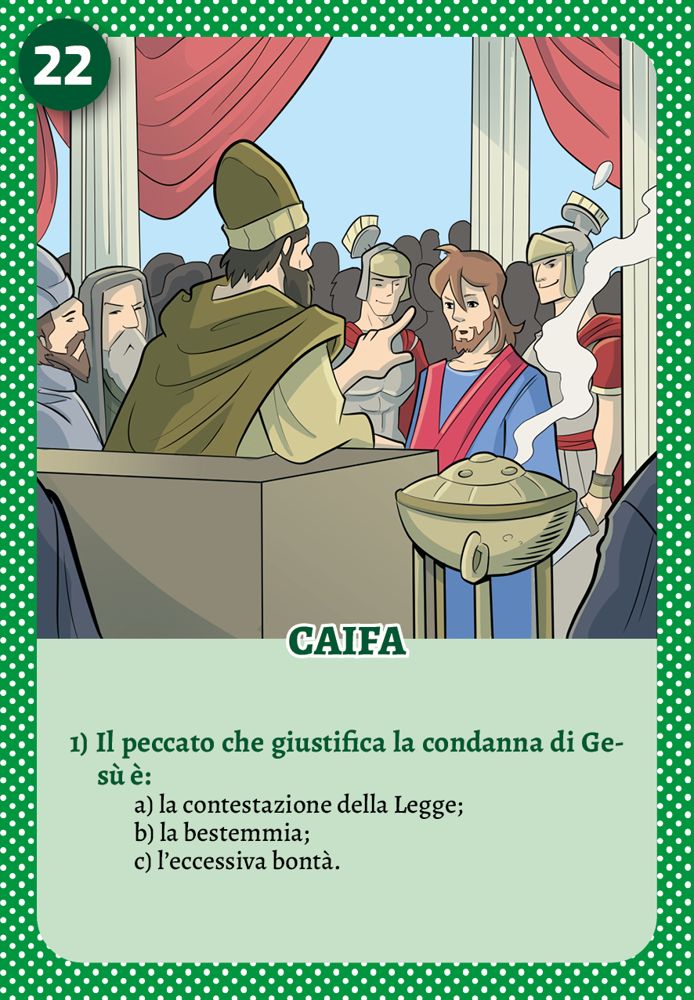 22
CAIFA
1) Il peccato che giustifica la condanna di Ge-
sù è:
a) la contestazione della Legge;
b) la bestemmia;
c) l’eccessiva bontà.